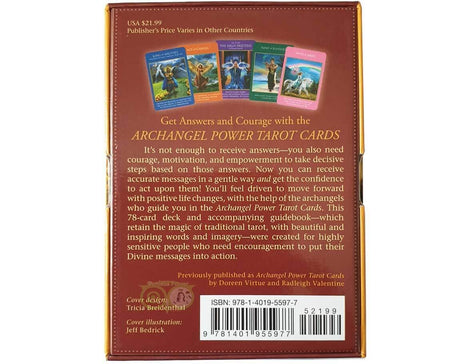 USA $21.99
Publisher's Price Varies in Other Countries
Get Answers and Courage with the
ARCHANGEL POWER TAROT CARDS
It's not enough to receive answers—you also need
courage, motivation, and empowerment to take decisive
steps based on those answers. Now you can receive
accurate messages in a gentle way and get the confidence
to act upon them! You'll feel driven to move forward
with positive life changes, with the help of the archangels
who guide you in the Archangel Power Tarot Cards. This
78-card deck and accompanying guidebook—which
retain the magic of traditional tarot, with beautiful and
inspiring words and imagery—were created for highly
sensitive people who need encouragement to put their
Divine messages into action.
Previously published as Archangel Power Tarot Cards
by Doreen Virtue and Radleigh Valentine
Cover design:
Tricia Breidenthal
Cover illustration:
Jeff Bedrick
ISBN: 978-1-4019-5597-7
52199
9 781401 955977